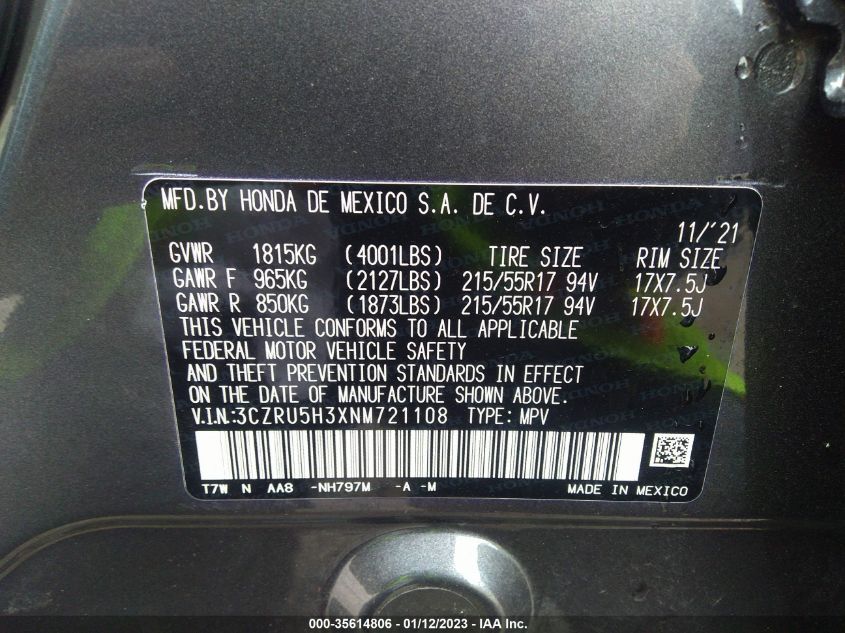 MFD.BY HONDA DE MEXICO S.A. DE C.V.
11/'21
GVWR 1815KG (4001LBS) TIRE SIZE RIM SIZE
GAWR F 965KG (2127LBS) 215/55R17 94V 17X7.5J
GAWR R 850KG (1873LBS) 215/55R17 94V 17X7.5J
THIS VEHICLE CONFORMS TO ALL APPLICABLE
FEDERAL MOTOR VEHICLE SAFETY
AND THEFT PREVENTION STANDARDS IN EFFECT
ON THE DATE OF MANUFACTURE SHOWN ABOVE.
V.I.N.:3CZRU5H3XNM721108 TYPE: MPV
T7W N AA8 -NH797M -A -M MADE IN MEXICO
000-35614806 - 01/12/2023 - IAA Inc.